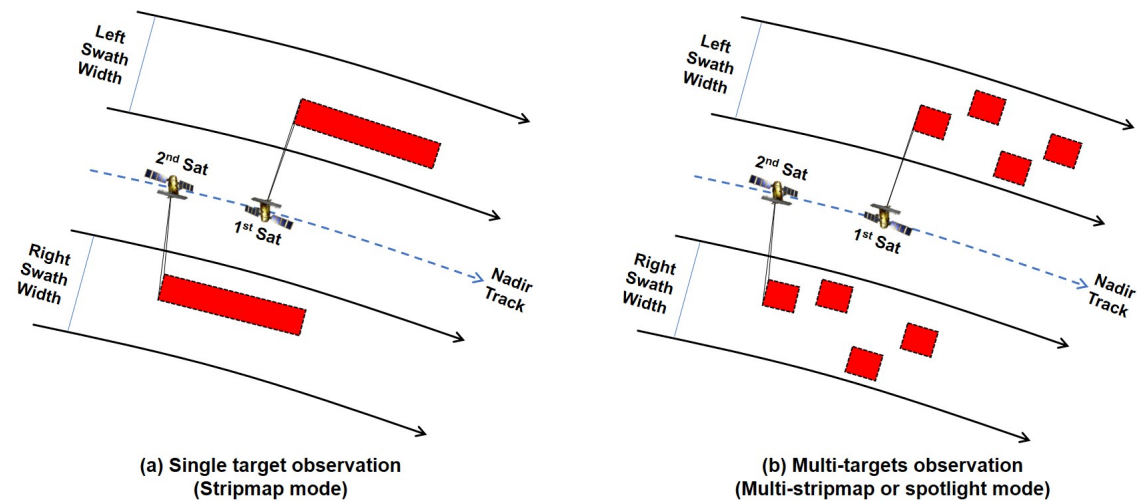 Left
Swath
Width
2nd Sat
1st Sat
Right
Swath
Width
Nadir
Track
(a) Single target observation
(Stripmap mode)
Left
Swath
Width
2nd Sat
1st Sat
Right
Swath
Width
Nadir
Track
(b) Multi-targets observation
(Multi-stripmap or spotlight mode)